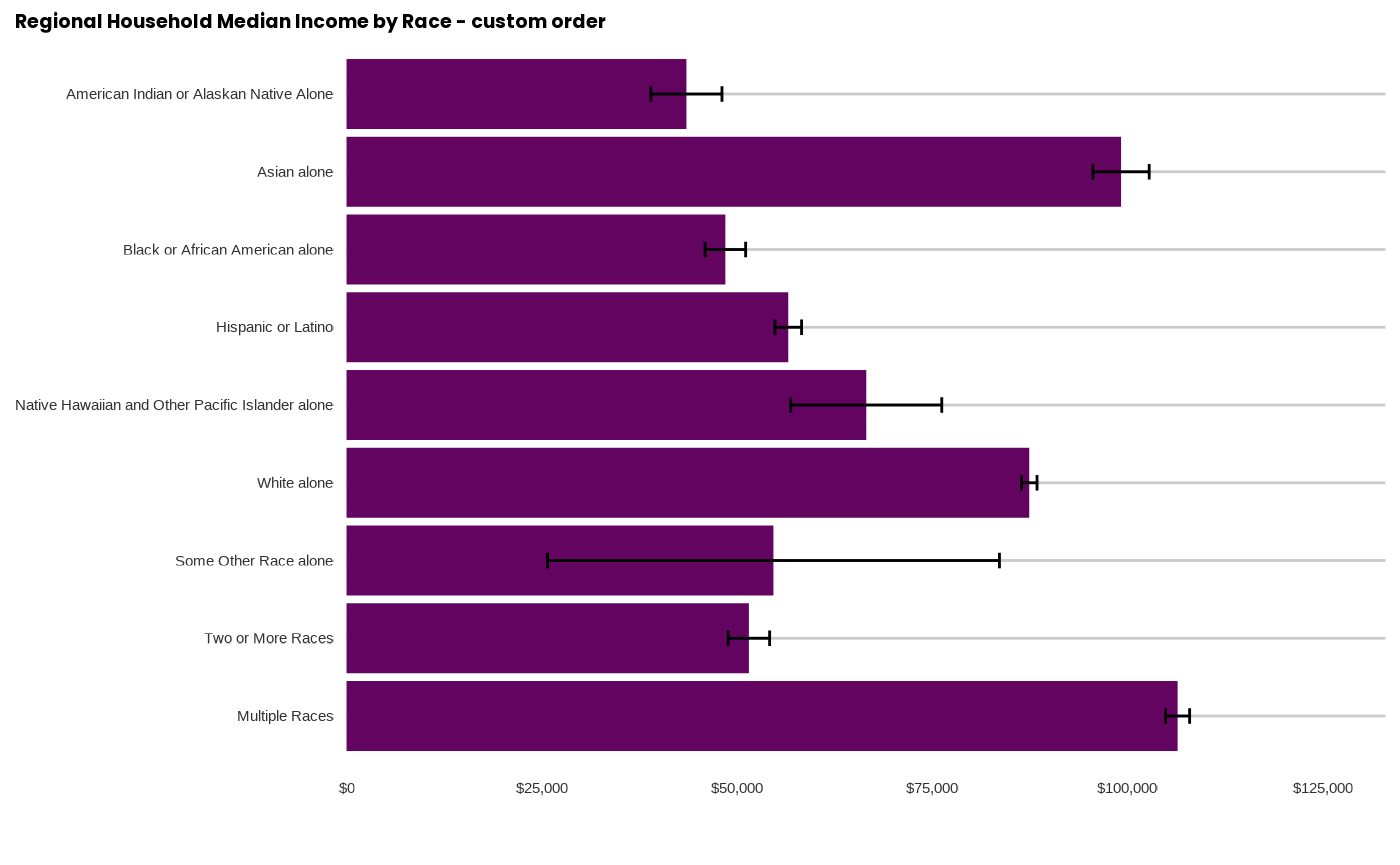 Regional Household Median Income by Race - custom order
American Indian or Alaskan Native Alone
Asian alone
Black or African American alone
Hispanic or Latino
Native Hawaiian and Other Pacific Islander alone
White alone
Some Other Race alone
Two or More Races
Multiple Races
$0 $25,000 $50,000 $75,000 $100,000 $125,000